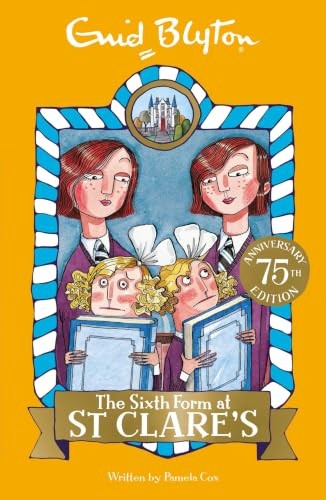 Enid Blyton®
ANNIVERSARY
75TH
EDITION
The Sixth Form at
ST CLARE'S
Written by Pamela Cox